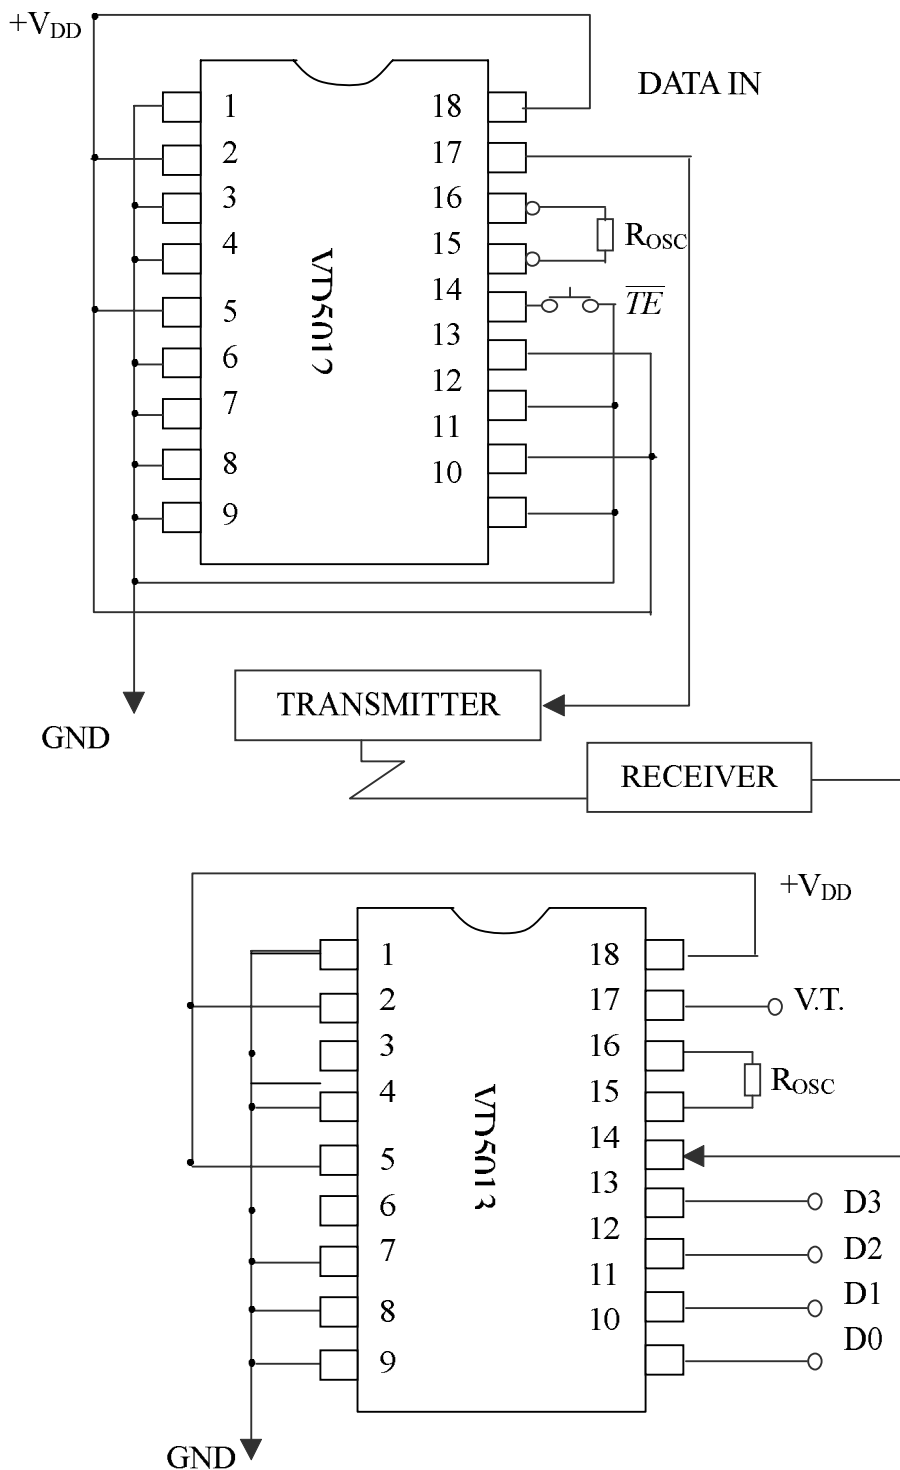 +VDD
DATA IN
1
2
3
4
5
6
7
8
9
18
17
16
15
14
13
12
11
10
VD5012
ROSC
TE
GND
TRANSMITTER
RECEIVER
+VDD
1
2
3
4
5
6
7
8
9
18
17
16
15
14
13
12
11
10
VD5013
V.T.
ROSC
D3
D2
D1
D0
GND